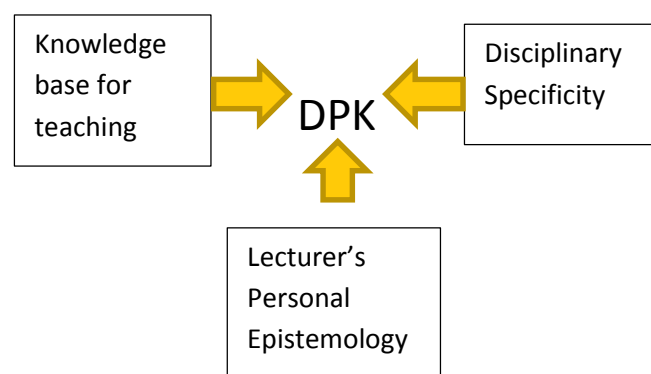 Knowledge
base for
teaching
DPK
Disciplinary
Specificity
Lecturer’s
Personal
Epistemology